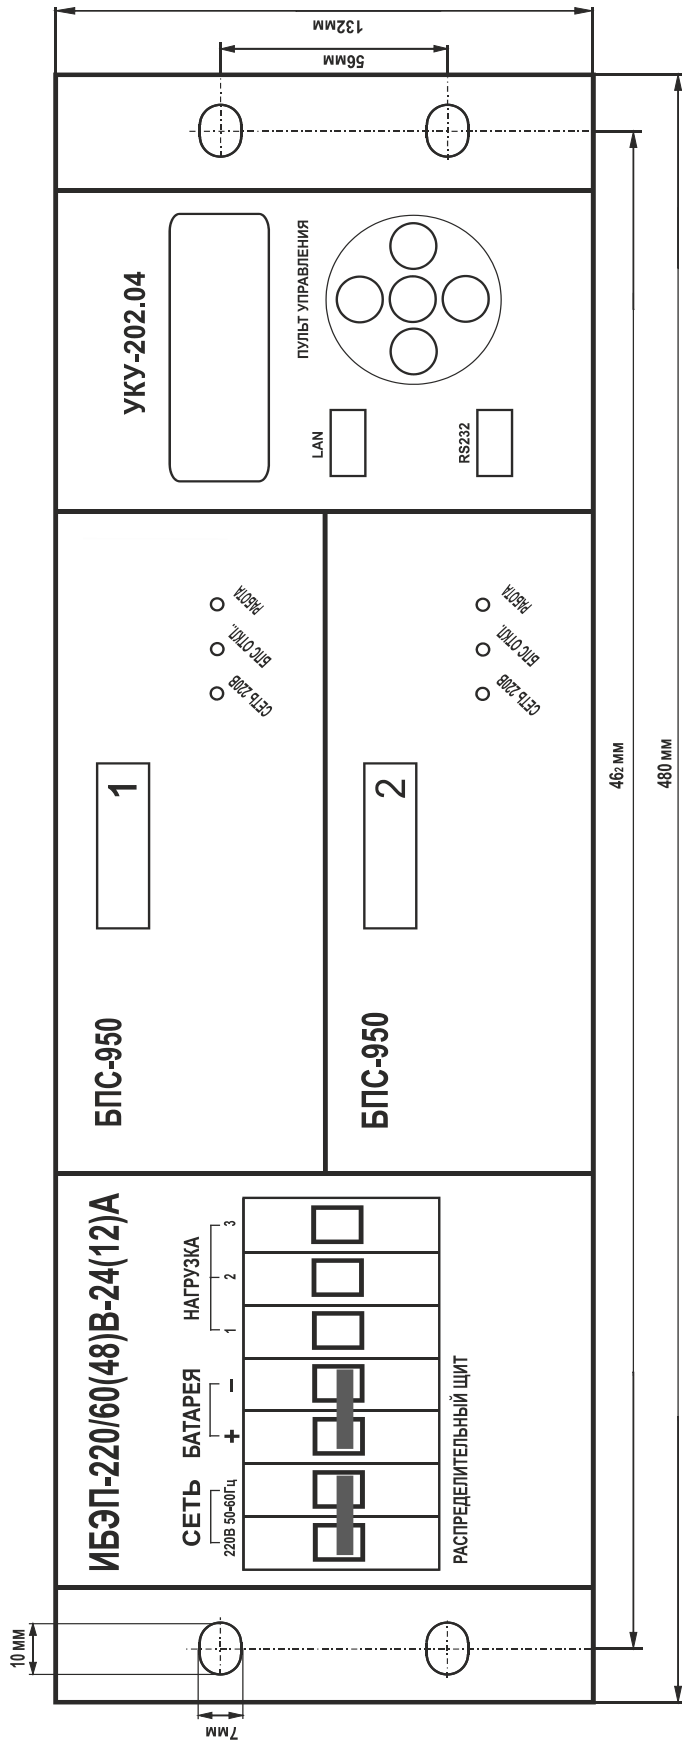 ИБЭП-220/60(48)В-24(12)А
СЕТЬ
220В 50-60Гц
БАТАРЕЯ
+ −
НАГРУЗКА
1 2 3
РАСПРЕДЕЛИТЕЛЬНЫЙ ЩИТ
БПС-950
1
СЕТЬ 220В
БПС ОТКЛ.
РАБОТА
БПС-950
2
СЕТЬ 220В
БПС ОТКЛ.
РАБОТА
УКУ-202.04
ПУЛЬТ УПРАВЛЕНИЯ
LAN
RS232
10 мм
7мм
56мм
132мм
462 мм
480 мм